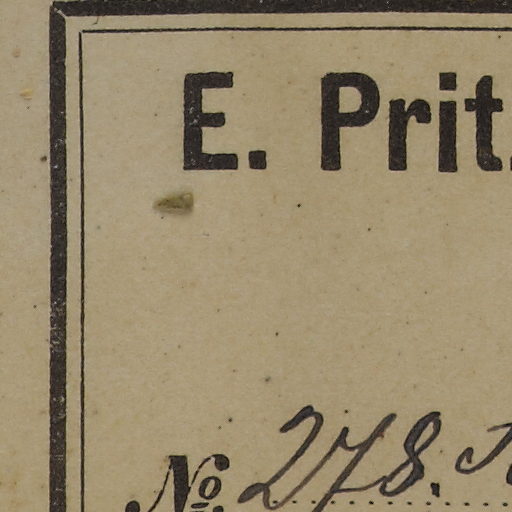 E. Prit
№ 278.